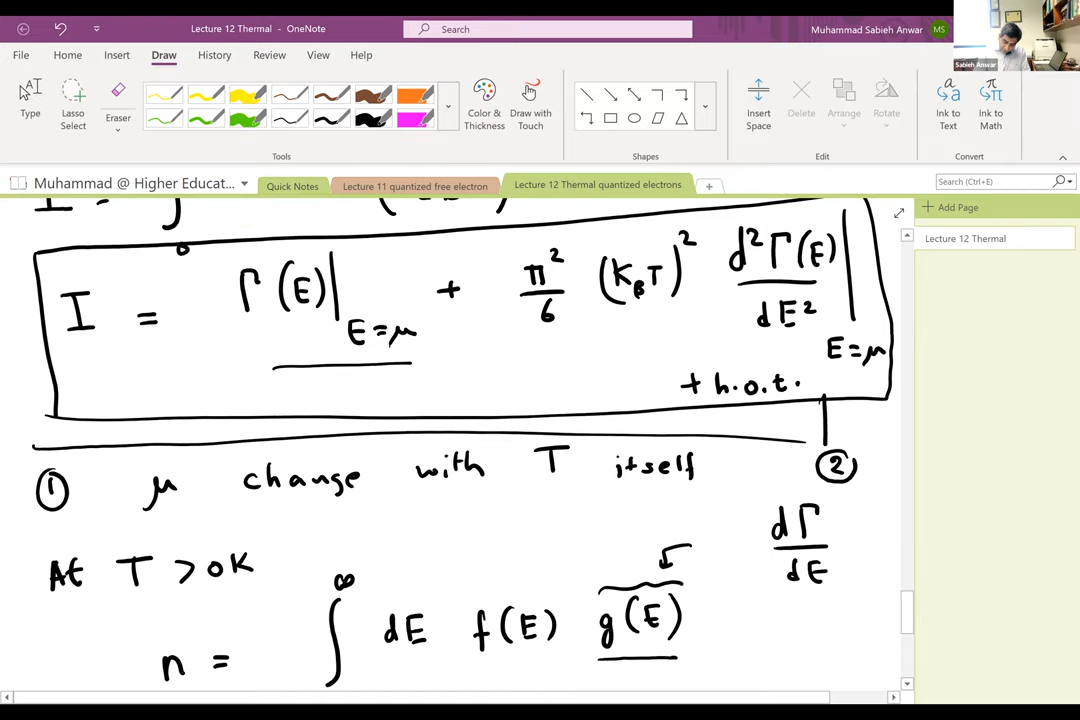 Lecture 12 Thermal - OneNote
Search
Muhammad Sabieh Anwar
MS
Sabieh Anwar
File Home Insert Draw History Review View Help
Type
Lasso Select
Eraser
Color & Thickness
Draw with Touch
Insert Space
Delete
Arrange
Rotate
Ink to Text
Ink to Math
Tools
Shapes
Edit
Convert
Muhammad @ Higher Educat...
Quick Notes
Lecture 11 quantized free electron
Lecture 12 Thermal quantized electrons
Search (Ctrl+E)
Add Page
Lecture 12 Thermal
I = Γ(E)|E=μ + π²/6 (KBT)² d²Γ(E)/dE²|E=μ
+ h.o.t.
① μ change with T itself
②
dΓ/dE
At T > 0K
n = ∫ ∞ dE f(E) g(E)